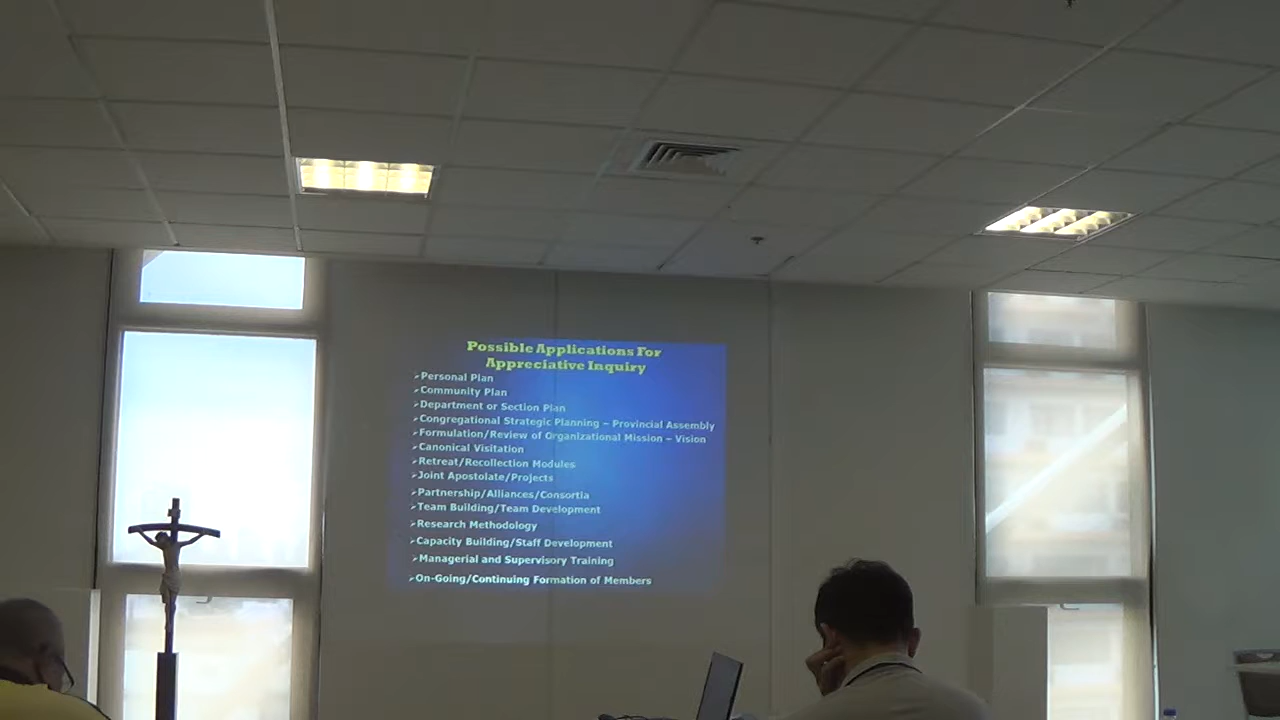 Possible Applications For
Appreciative Inquiry
➢Personal Plan
➢Community Plan
➢Department or Section Plan
➢Congregational Strategic Planning – Provincial Assembly
➢Formulation/Review of Organizational Mission – Vision
➢Canonical Visitation
➢Retreat/Recollection Modules
➢Joint Apostolate/Projects
➢Partnership/Alliances/Consortia
➢Team Building/Team Development
➢Research Methodology
➢Capacity Building/Staff Development
➢Managerial and Supervisory Training
➢On-Going/Continuing Formation of Members